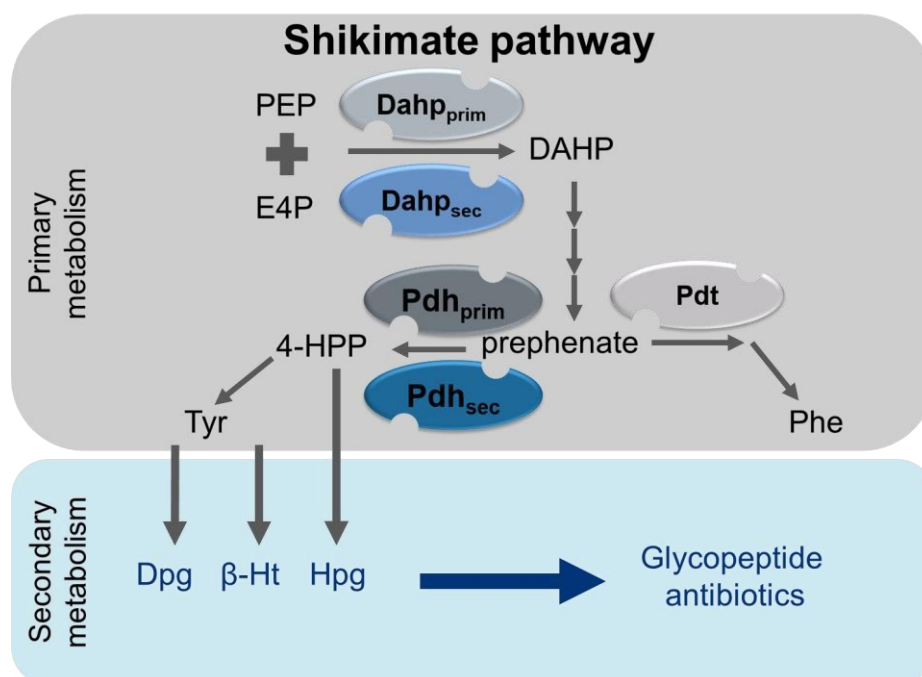 Shikimate pathway
Primary
metabolism
PEP
E4P
Dahpprim
Dahpsec
DAHP
Pdhprim
Pdhsec
Pdt
4-HPP
prephenate
Tyr
Phe
Secondary
metabolism
Dpg
β-Ht
Hpg
Glycopeptide
antibiotics